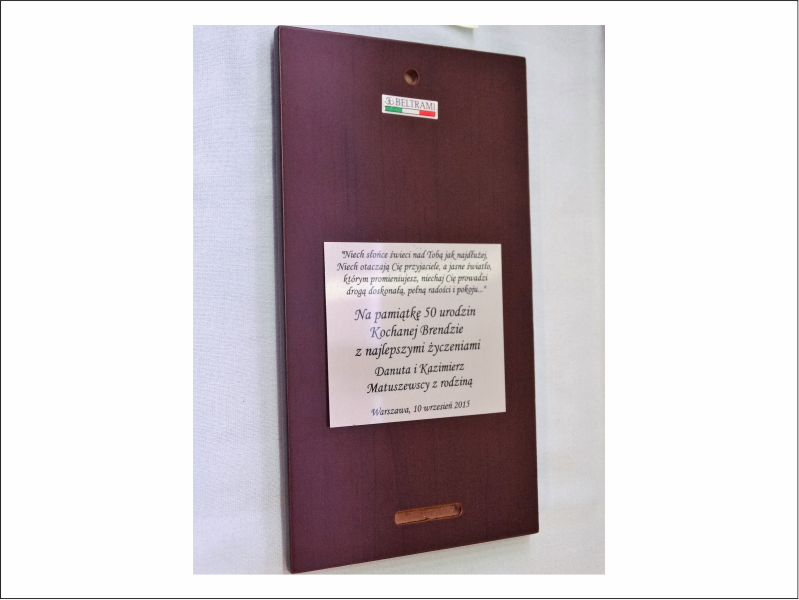 BELTRAMI
"Niech słońce świeci nad Tobą jak najdłużej,
Niech otaczają Cię przyjaciele, a jasne światło,
którym promieniujesz, niechaj Cię prowadzi
drogą doskonałą, pełną radości i pokoju..."
Na pamiątkę 50 urodzin
Kochanej Brendzie
z najlepszymi życzeniami
Danuta i Kazimierz
Matuszewscy z rodziną
Warszawa, 10 wrzesień 2015